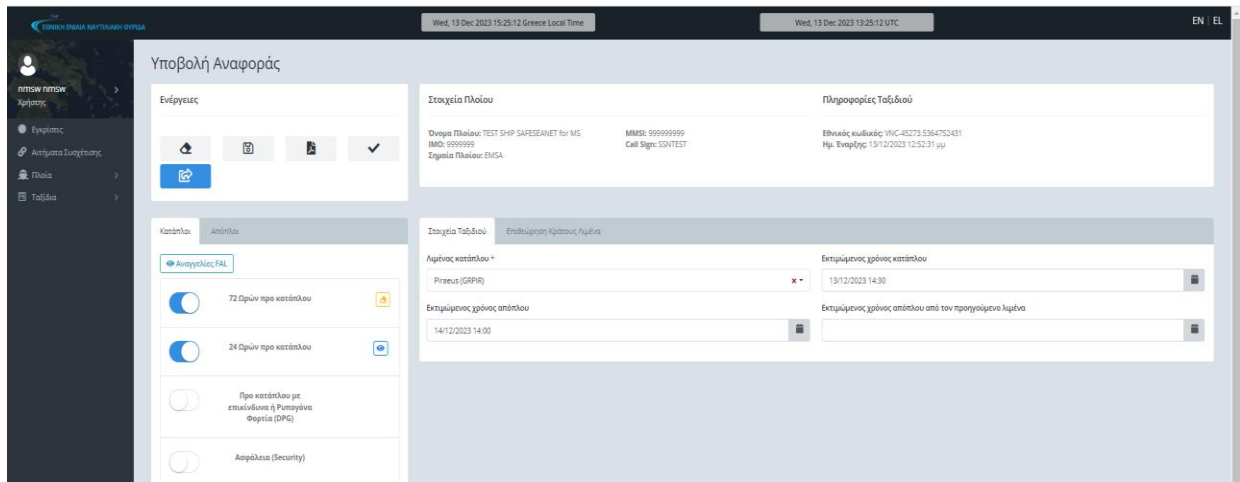 ΕΘΝΙΚΗ ΕΝΙΑΙΑ ΝΑΥΤΙΛΙΑΚΗ ΘΥΡΙΔΑ
Wed, 13 Dec 2023 15:25:12 Greece Local Time
Wed, 13 Dec 2023 13:25:12 UTC
EN | EL
nmsw nmsw
Χρήστης
Εγκρίσεις
Αιτήματα Συσχέτισης
Πλοία
Ταξίδια
Υποβολή Αναφοράς
Ενέργειες
Στοιχεία Πλοίου
Όνομα Πλοίου: TEST SHIP SAFESEANET for MS
IMO: 9999999
Σημαία Πλοίου: EMSA
MMSI: 999999999
Call Sign: SSNTEST
Πληροφορίες Ταξιδιού
Εθνικός κωδικός: VNC-45273.5364752431
Ημ. Έναρξης: 13/12/2023 12:52:31 μμ
Κατάπλοι
Απόπλοι
Αναγγελίες FAL
72 Ωρών προ κατάπλου
24 Ωρών προ κατάπλου
Προ κατάπλου με
επικίνδυνα ή Ρυπογόνα
Φορτία (DPG)
Ασφάλεια (Security)
Στοιχεία Ταξιδιού
Επιθεώρηση Κράτους Λιμένα
Λιμένας κατάπλου *
Piraeus (GRPIR)
Εκτιμώμενος χρόνος κατάπλου
13/12/2023 14:30
Εκτιμώμενος χρόνος απόπλου
14/12/2023 14:00
Εκτιμώμενος χρόνος απόπλου από τον προηγούμενο λιμένα